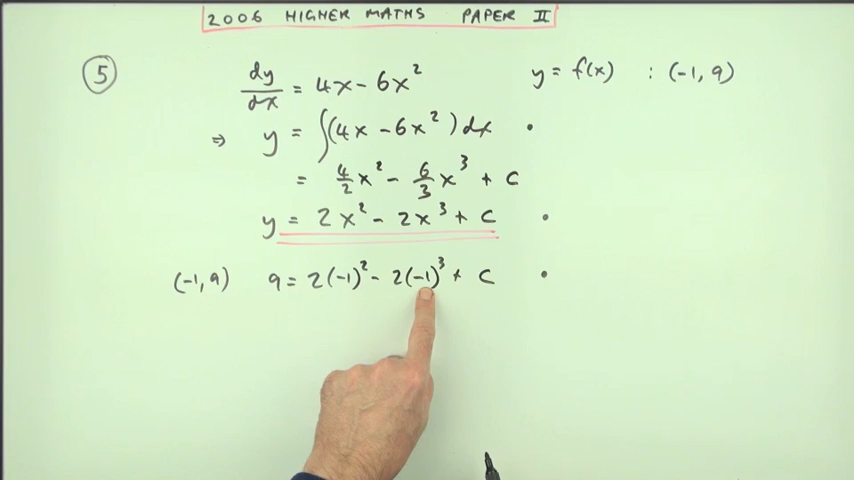 2006 HIGHER MATHS PAPER II
5 dy/dx = 4x - 6x² y = f(x) : (-1, 9)
⇒ y = ∫(4x - 6x²) dx •
= 4/2 x² - 6/3 x³ + C
y = 2x² - 2x³ + C •
(-1, 9) 9 = 2(-1)² - 2(-1)³ + C •